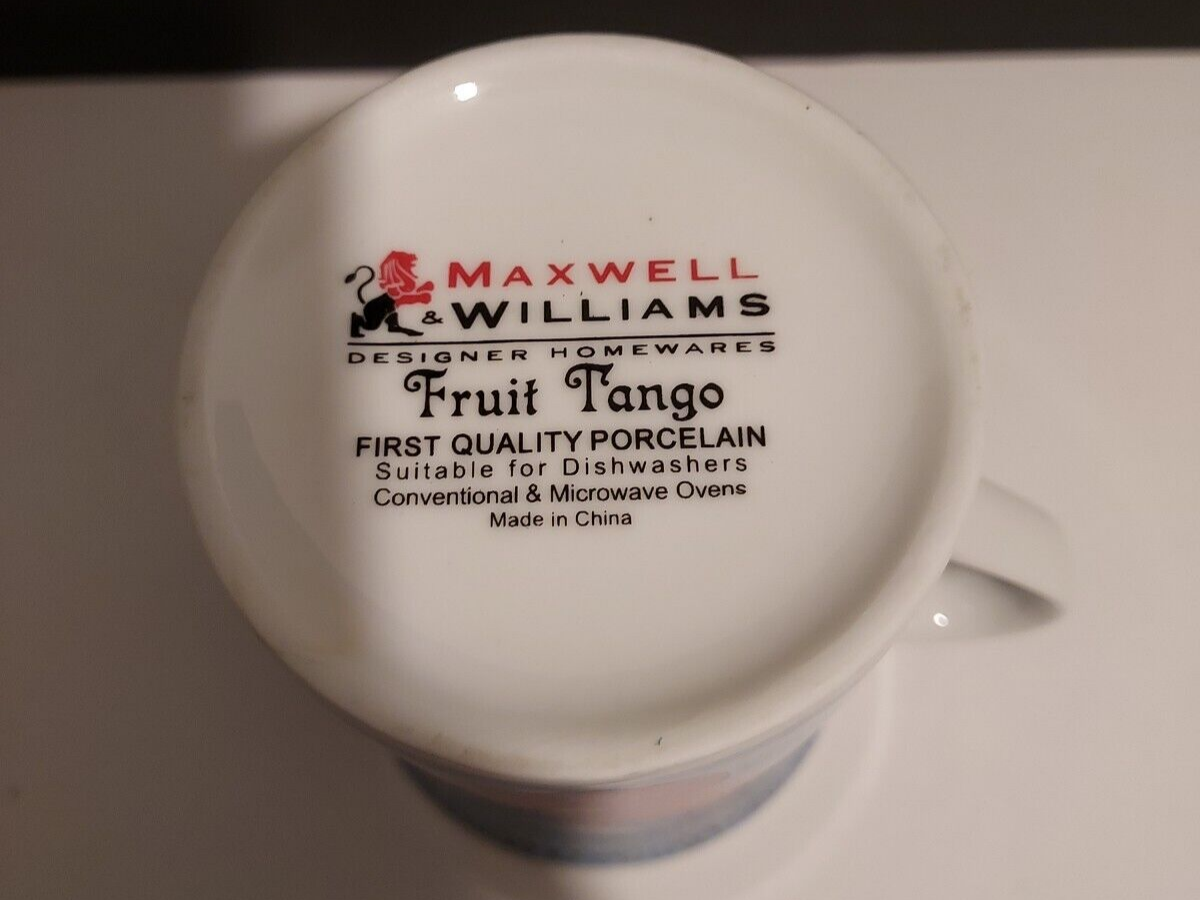 MAXWELL
& WILLIAMS
DESIGNER HOMEWARES
Fruit Tango
FIRST QUALITY PORCELAIN
Suitable for Dishwashers
Conventional & Microwave Ovens
Made in China